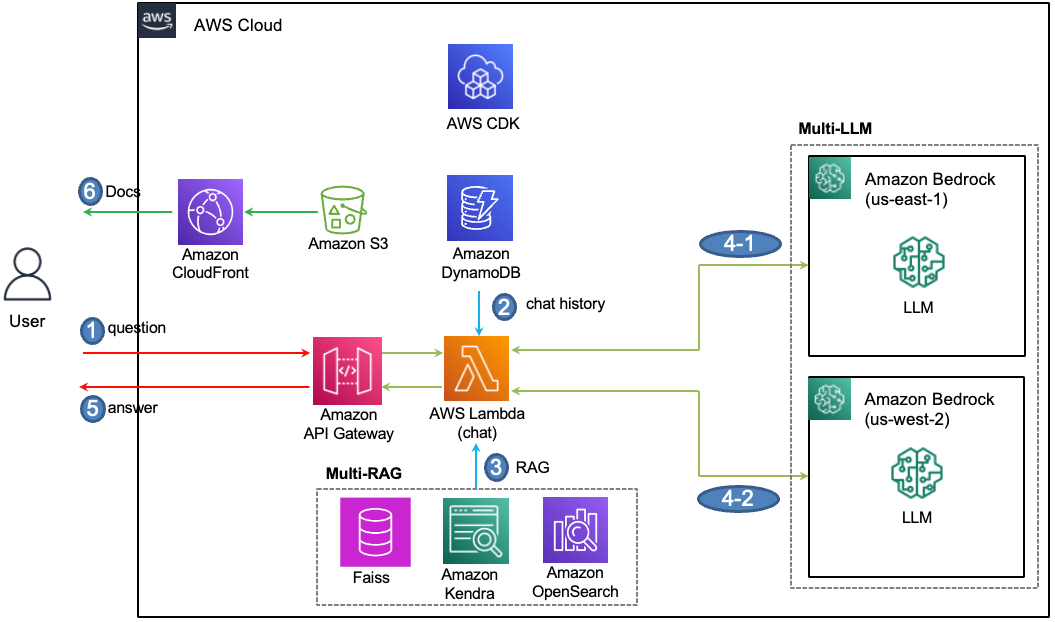 aws
AWS Cloud
AWS CDK
Multi-LLM
Amazon Bedrock
(us-east-1)
LLM
6 Docs
Amazon
CloudFront
Amazon S3
Amazon
DynamoDB
4-1
User
2 chat history
1 question
</>
Amazon
API Gateway
AWS Lambda
(chat)
5 answer
Amazon Bedrock
(us-west-2)
LLM
4-2
3 RAG
Multi-RAG
Faiss
Amazon
Kendra
Amazon
OpenSearch